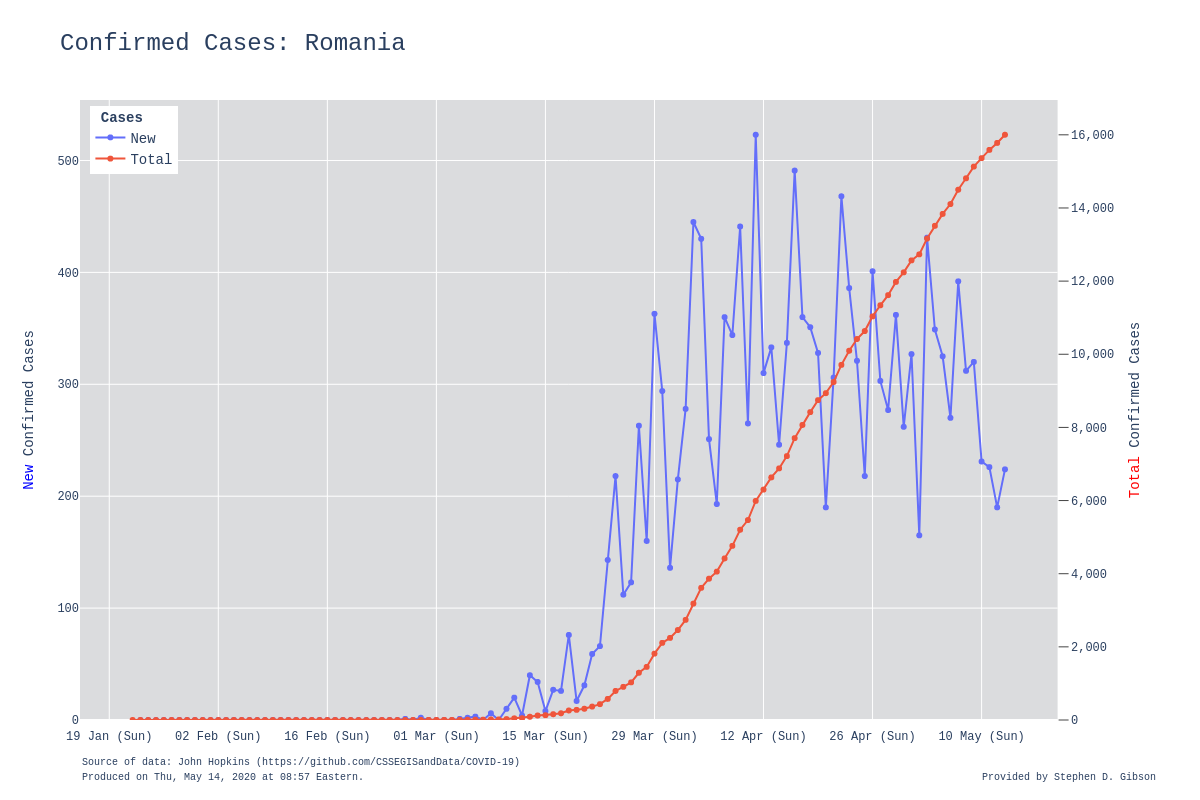 Confirmed Cases: Romania
Cases
New
Total
500
400
300
200
100
0
New Confirmed Cases
16,000
14,000
12,000
10,000
8,000
6,000
4,000
2,000
0
Total Confirmed Cases
19 Jan (Sun) 02 Feb (Sun) 16 Feb (Sun) 01 Mar (Sun) 15 Mar (Sun) 29 Mar (Sun) 12 Apr (Sun) 26 Apr (Sun) 10 May (Sun)
Source of data: John Hopkins (https://github.com/CSSEGISandData/COVID-19)
Produced on Thu, May 14, 2020 at 08:57 Eastern.
Provided by Stephen D. Gibson